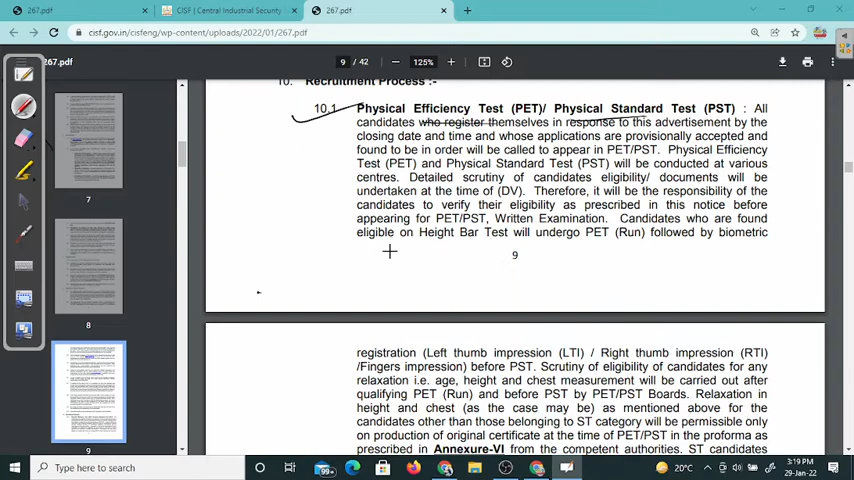 267.pdf
CISF | Central Industrial Security
267.pdf
cisf.gov.in/cisfeng/wp-content/uploads/2022/01/267.pdf
67.pdf
9 / 42
125%
10. Recruitment Process :-
10.1 Physical Efficiency Test (PET)/ Physical Standard Test (PST) : All
candidates who register themselves in response to this advertisement by the
closing date and time and whose applications are provisionally accepted and
found to be in order will be called to appear in PET/PST. Physical Efficiency
Test (PET) and Physical Standard Test (PST) will be conducted at various
centres. Detailed scrutiny of candidates eligibility/ documents will be
undertaken at the time of (DV). Therefore, it will be the responsibility of the
candidates to verify their eligibility as prescribed in this notice before
appearing for PET/PST, Written Examination. Candidates who are found
eligible on Height Bar Test will undergo PET (Run) followed by biometric
9
registration (Left thumb impression (LTI) / Right thumb impression (RTI)
/Fingers impression) before PST. Scrutiny of eligibility of candidates for any
relaxation i.e. age, height and chest measurement will be carried out after
qualifying PET (Run) and before PST by PET/PST Boards. Relaxation in
height and chest (as the case may be) as mentioned above for the
candidates other than those belonging to ST category will be permissible only
on production of original certificate at the time of PET/PST in the proforma as
prescribed in Annexure-VI from the competent authorities. ST candidates
7
8
9
Type here to search
99+
20°C
3:19 PM
29-Jan-22